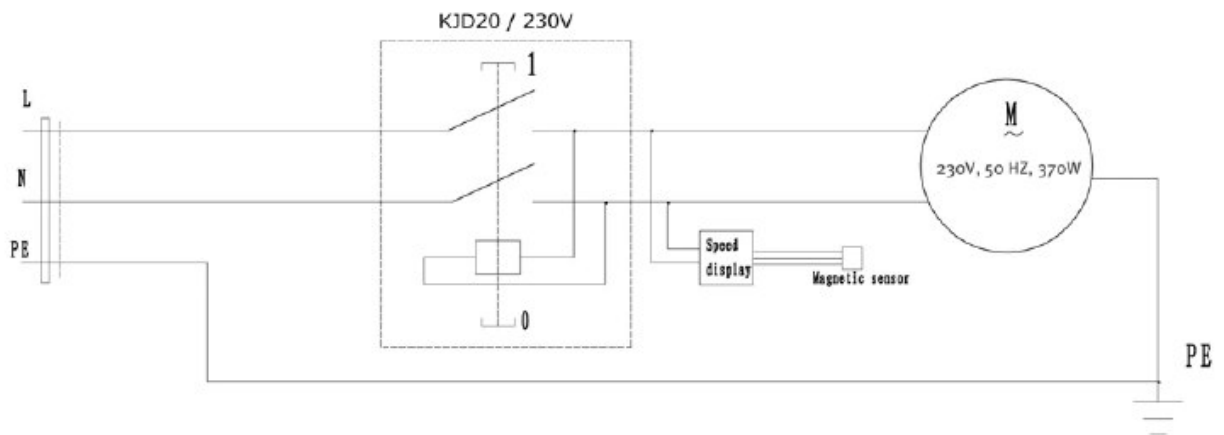 KJD20 / 230V
1
L
M
~
230V, 50 HZ, 370W
N
PE
Speed
display
Magnetic sensor
0
PE